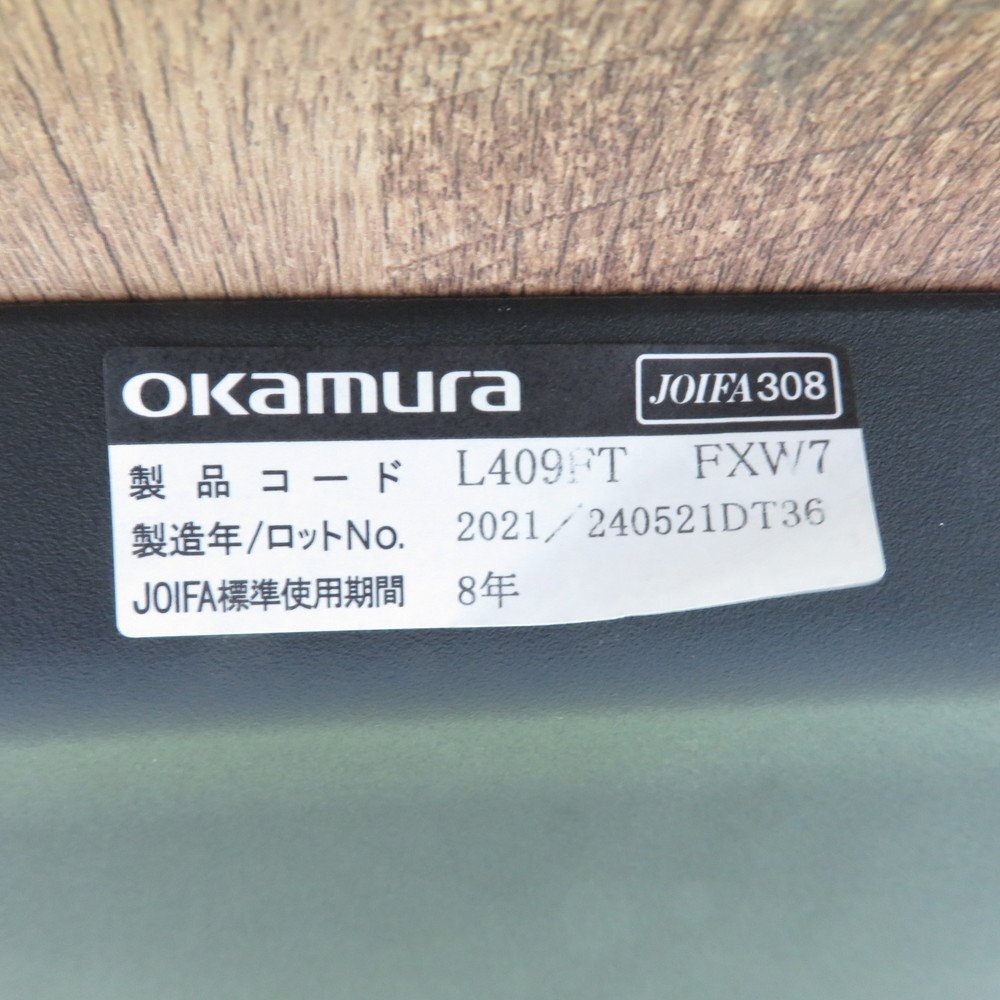 okamura JOIFA308
製品コード L409FT FXW7
製造年/ロットNo. 2021/240521DT36
JOIFA標準使用期間 8年